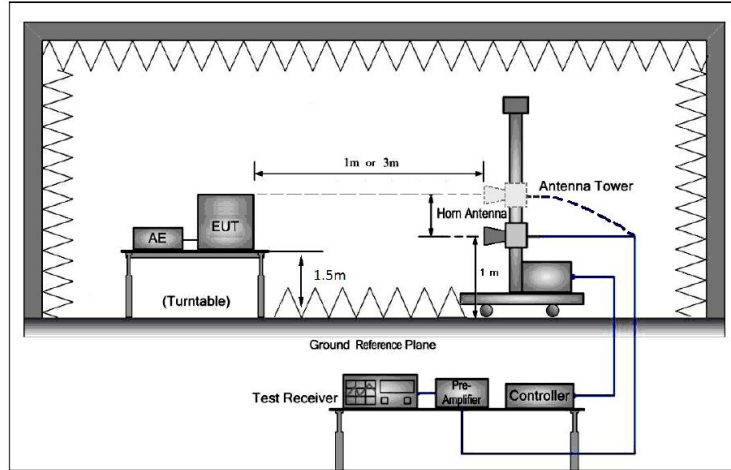 1m or 3m
Antenna Tower
Horn Antenna
AE
EUT
1.5m
1 m
(Turntable)
Ground Reference Plane
Test Receiver
Pre-
Amplifier
Controller